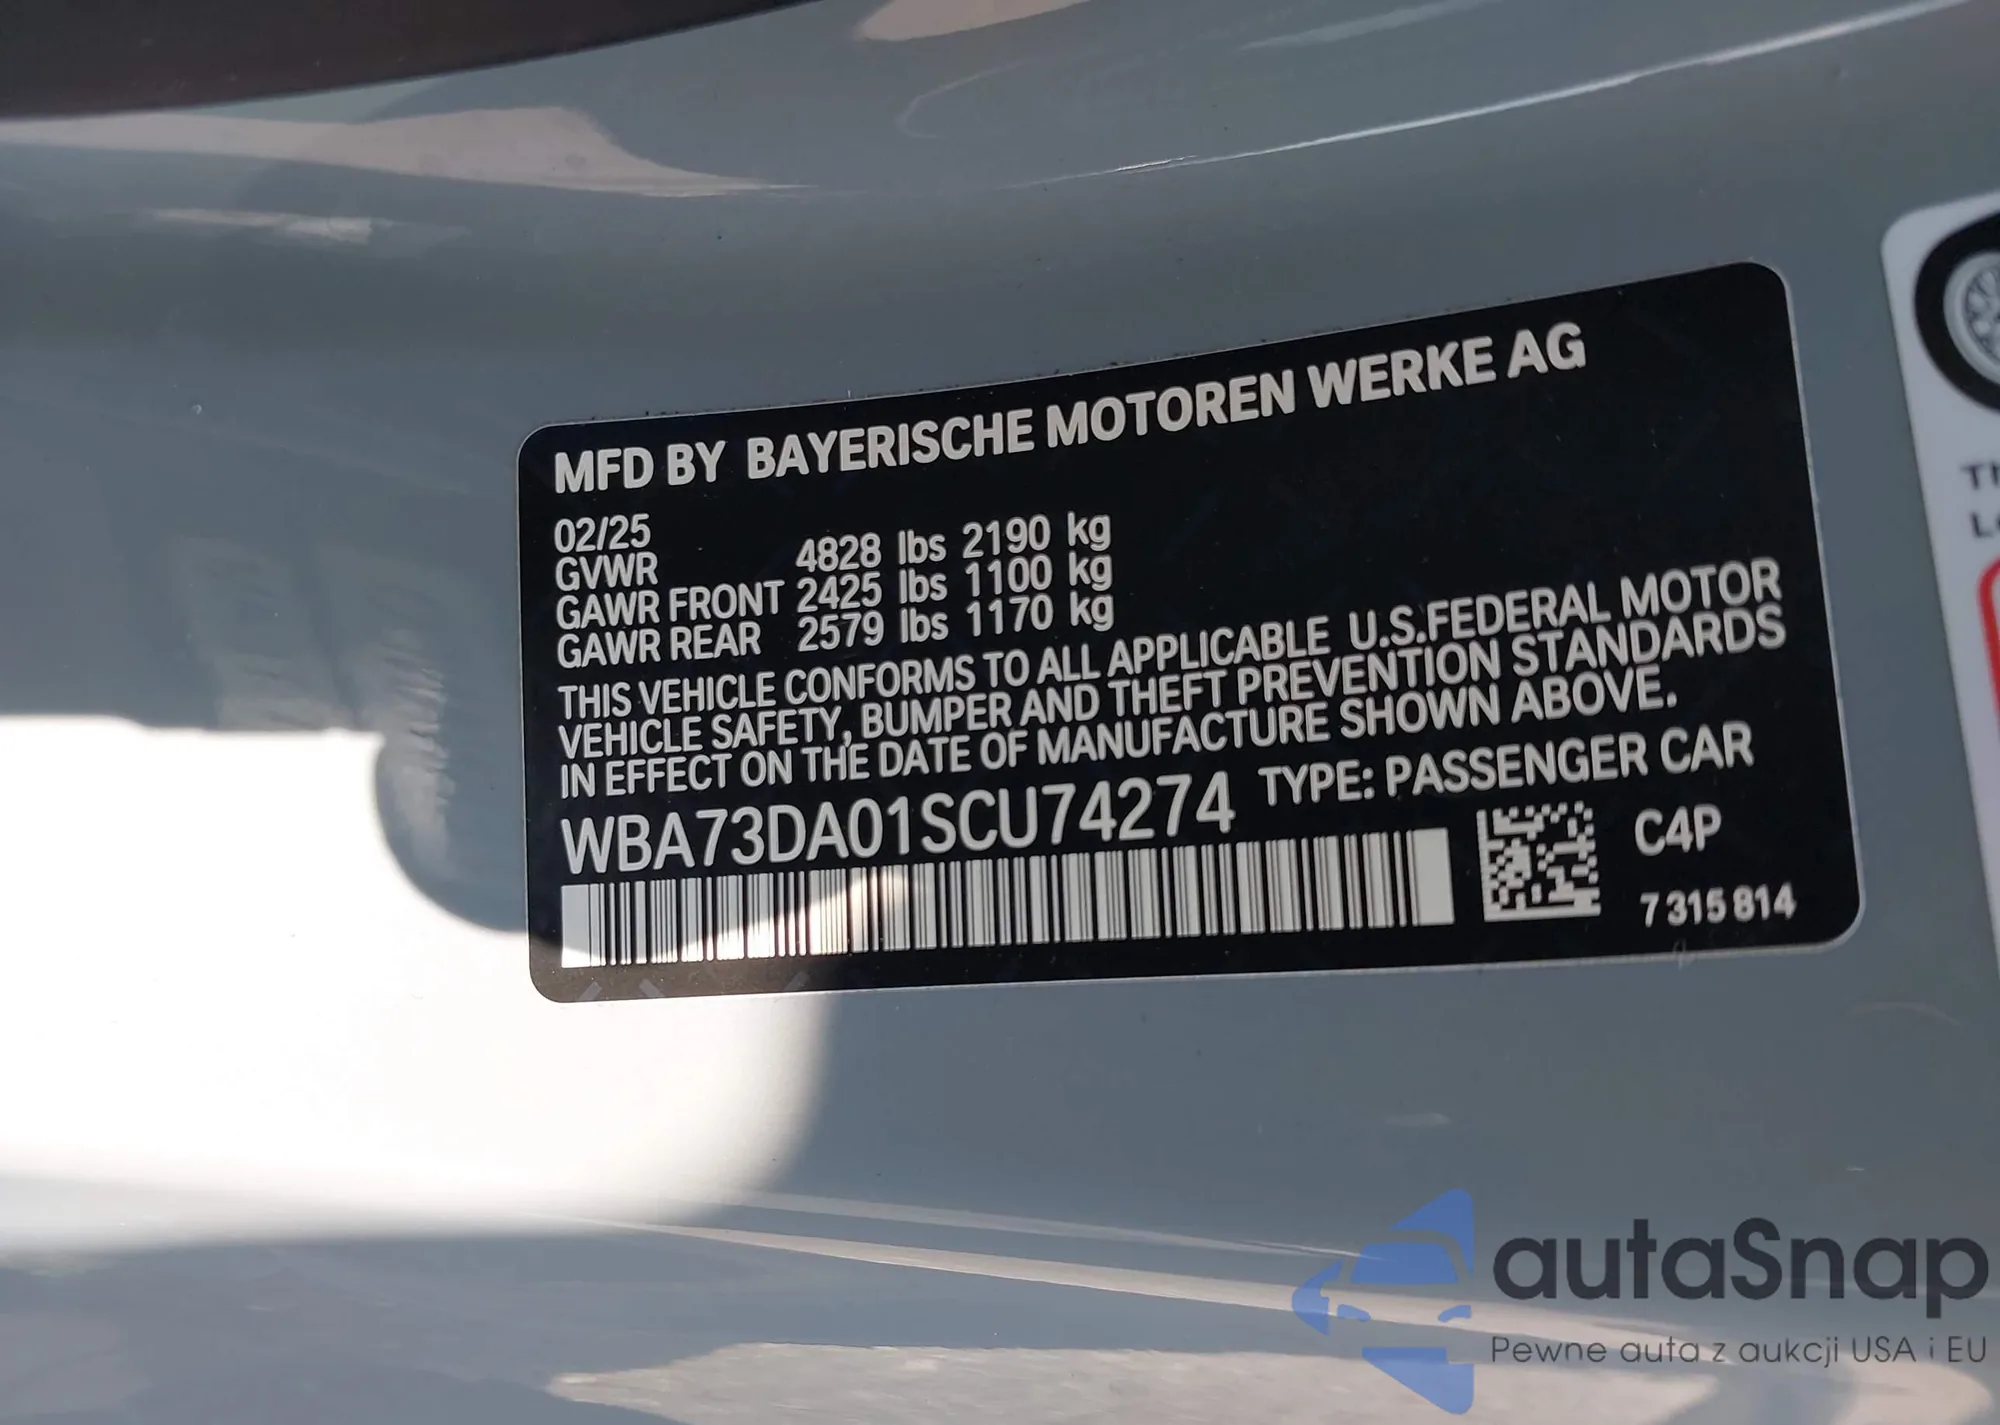 MFD BY BAYERISCHE MOTOREN WERKE AG
02/25
GVWR 4828 lbs 2190 kg
GAWR FRONT 2425 lbs 1100 kg
GAWR REAR 2579 lbs 1170 kg
THIS VEHICLE CONFORMS TO ALL APPLICABLE U.S.FEDERAL MOTOR
VEHICLE SAFETY, BUMPER AND THEFT PREVENTION STANDARDS
IN EFFECT ON THE DATE OF MANUFACTURE SHOWN ABOVE.
WBA73DA01SCU74274 TYPE: PASSENGER CAR
C4P
7 315 814
autaSnap
Pewne auta z aukcji USA i EU